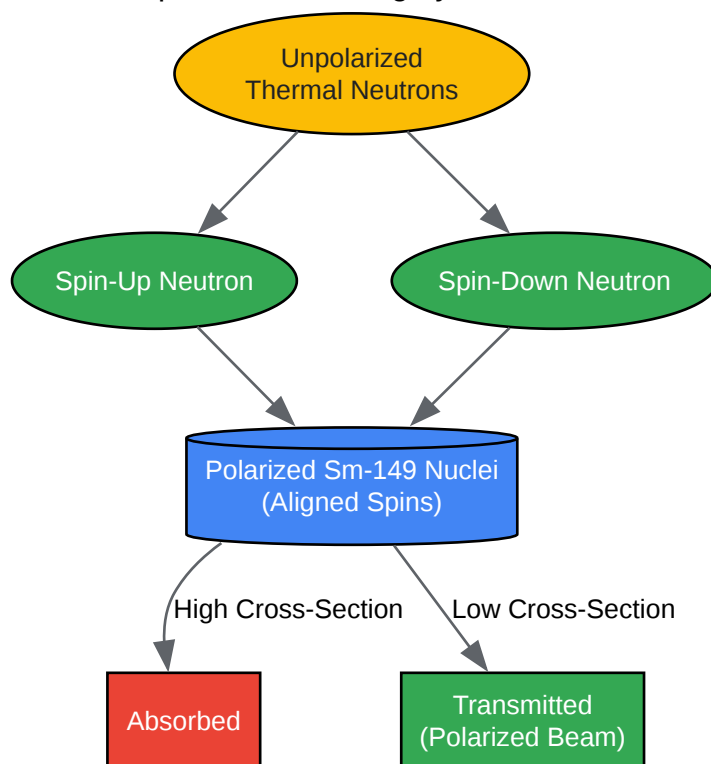 Unpolarized
Thermal Neutrons
Spin-Up Neutron
Spin-Down Neutron
Polarized Sm-149 Nuclei
(Aligned Spins)
High Cross-Section
Low Cross-Section
Absorbed
Transmitted
(Polarized Beam)